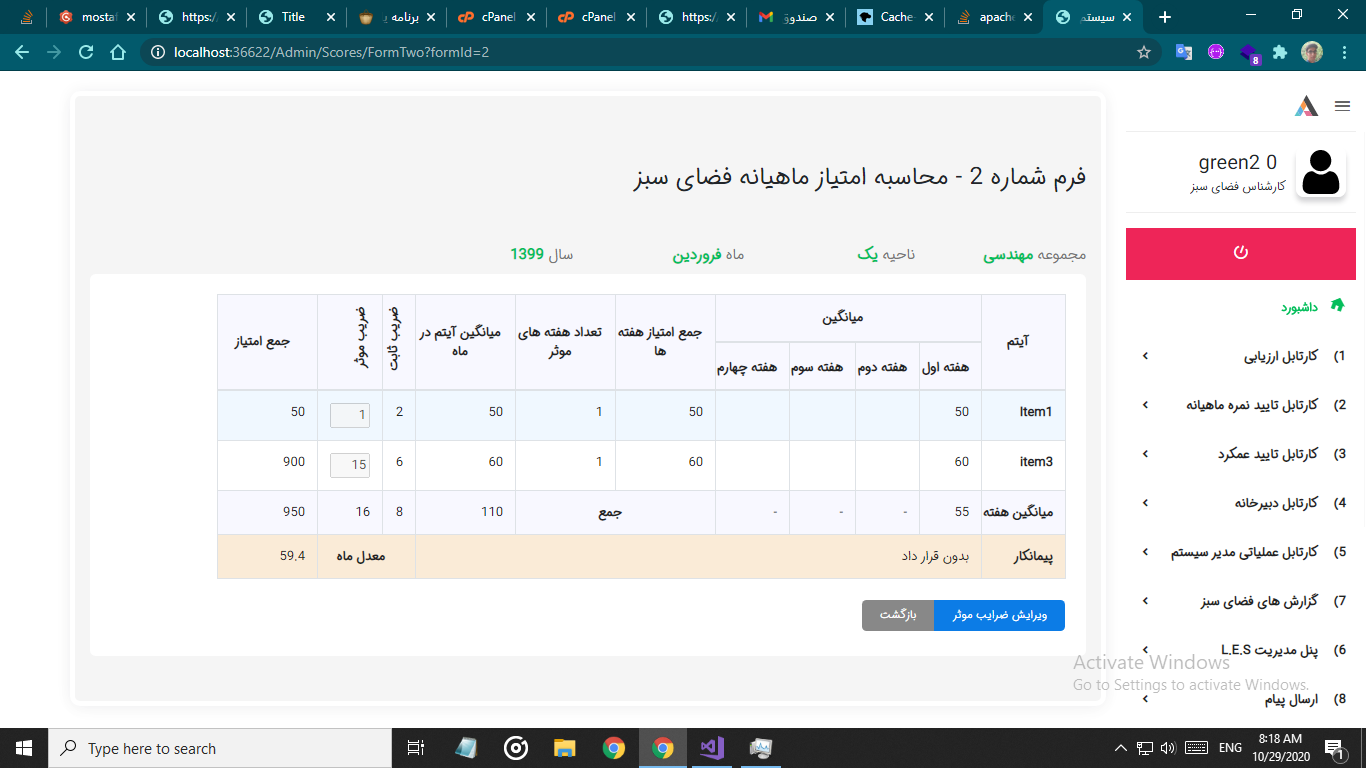 mostaf
https:/
Title
برنامه ی
cPanel
cPanel
https:/
صندوق
Cache-
apache
سیستم
localhost:36622/Admin/Scores/FormTwo?formId=2
8
green2 0
کارشناس فضای سبز
داشبورد
1) کارتابل ارزیابی
2) کارتابل تایید نمره ماهیانه
3) کارتابل تایید عمکرد
4) کارتابل دبیرخانه
5) کارتابل عملیاتی مدیر سیستم
7) گزارش های فضای سبز
6) پنل مدیریت L.E.S
8) ارسال پیام
فرم شماره 2 - محاسبه امتیاز ماهیانه فضای سبز
مجموعه مهندسی ناحیه یک ماه فروردین سال 1399
آیتم
میانگین
هفته اول
هفته دوم
هفته سوم
هفته چهارم
جمع امتیاز هفته
ها
تعداد هفته های
موثر
میانگین آیتم در
ماه
ضریب ثابت
ضریب موثر
جمع امتیاز
Item1 50 50 1 50 2 1 50
item3 60 60 1 60 6 15 900
میانگین هفته 55 - - - جمع 110 8 16 950
پیمانکار بدون قرار داد معدل ماه 59.4
ویرایش ضرایب موثر
بازگشت
Activate Windows
Go to Settings to activate Windows.
Type here to search
ENG
8:18 AM
10/29/2020
1